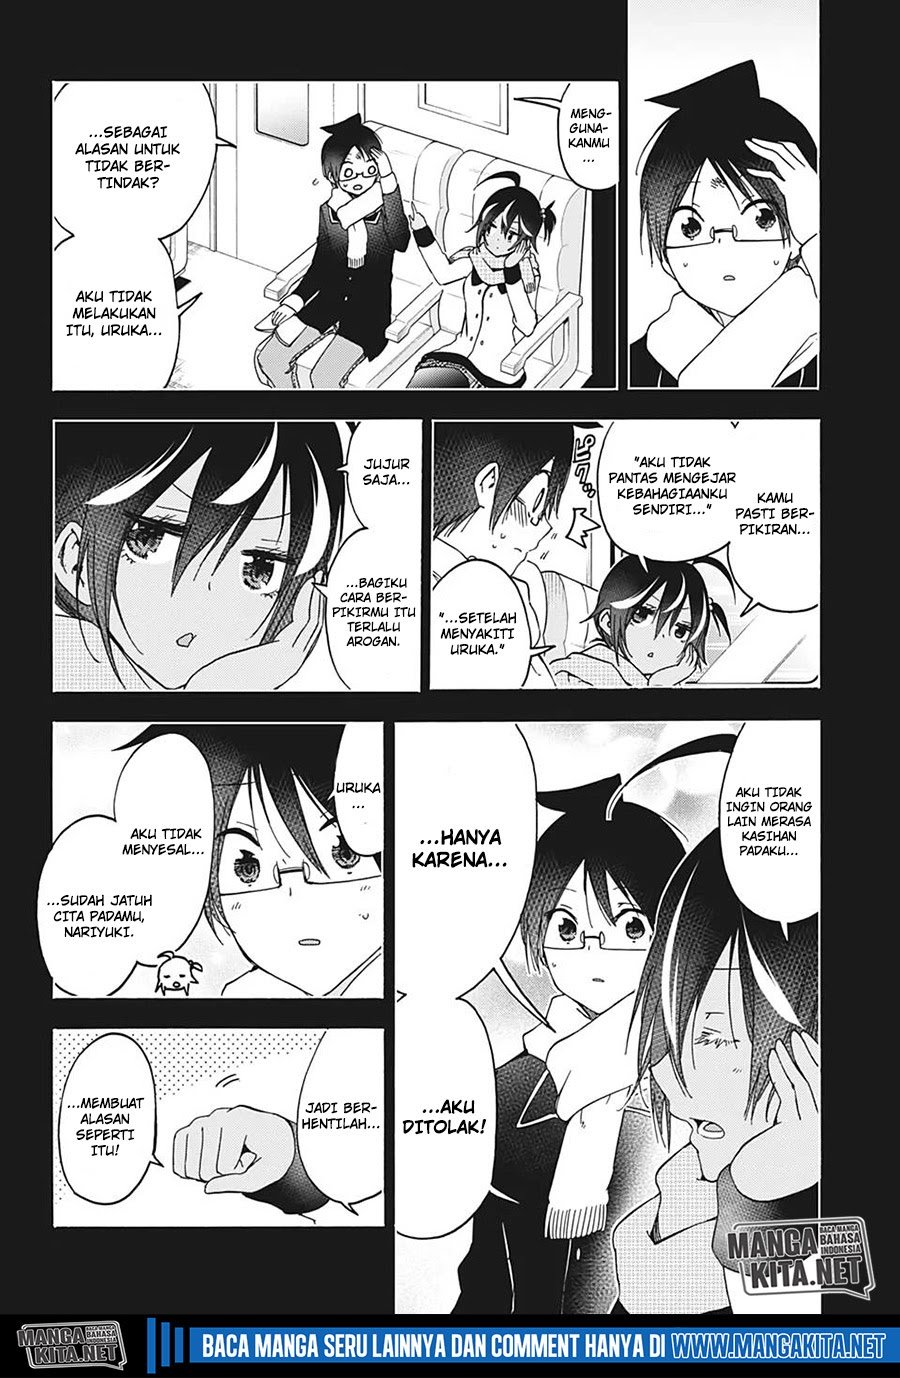 MENG-
GUNA-
KANMU
...
...SEBAGAI
ALASAN UNTUK
TIDAK BER-
TINDAK?
AKU TIDAK
MELAKUKAN
ITU, URUKA...
KAMU
PASTI BER-
PIKIRAN...
"AKU TIDAK
PANTAS MENGEJAR
KEBAHAGIAANKU
SENDIRI..."
"...SETELAH
MENYAKITI
URUKA."
JUJUR
SAJA...
...BAGIKU
CARA BER-
PIKIRMU ITU
TERLALU
AROGAN.
AKU TIDAK
INGIN ORANG
LAIN MERASA
KASIHAN
PADAKU...
...HANYA
KARENA...
...AKU
DITOLAK!
URUKA
...
AKU TIDAK
MENYESAL...
...SUDAH JATUH
CITA PADAMU,
NARIYUKI.
JADI BER-
HENTILAH...
...MEMBUAT
ALASAN
SEPERTI
ITU!
MANGA
BACA MANGA
BAHASA
INDONESIA
KITA.NET
MANGA
BACA MANGA
BAHASA
INDONESIA
KITA.NET
BACA MANGA SERU LAINNYA DAN COMMENT HANYA DI WWW.MANGAKITA.NET